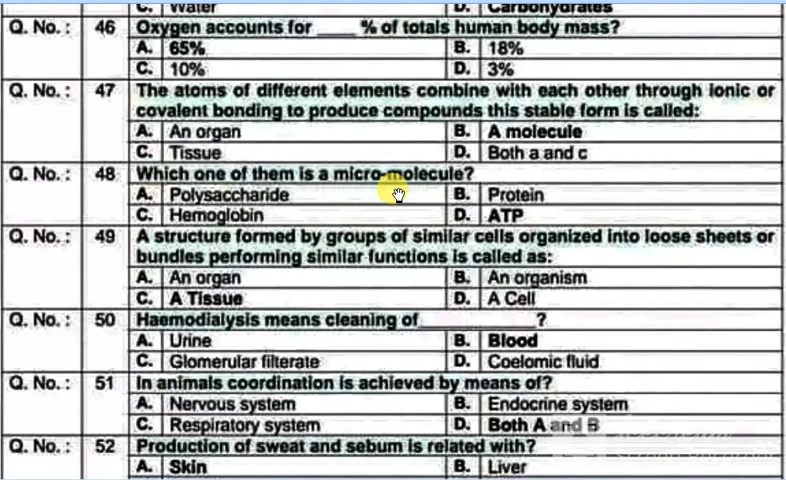 C. Water D. Carbohydrates
Q. No. : 46 Oxygen accounts for ____ % of totals human body mass?
A. 65% B. 18%
C. 10% D. 3%
Q. No. : 47 The atoms of different elements combine with each other through ionic or
covalent bonding to produce compounds this stable form is called:
A. An organ B. A molecule
C. Tissue D. Both a and c
Q. No. : 48 Which one of them is a micro-molecule?
A. Polysaccharide B. Protein
C. Hemoglobin D. ATP
Q. No. : 49 A structure formed by groups of similar cells organized into loose sheets or
bundles performing similar functions is called as:
A. An organ B. An organism
C. A Tissue D. A Cell
Q. No. : 50 Haemodialysis means cleaning of____________?
A. Urine B. Blood
C. Glomerular filterate D. Coelomic fluid
Q. No. : 51 In animals coordination is achieved by means of?
A. Nervous system B. Endocrine system
C. Respiratory system D. Both A and B
Q. No. : 52 Production of sweat and sebum is related with?
A. Skin B. Liver